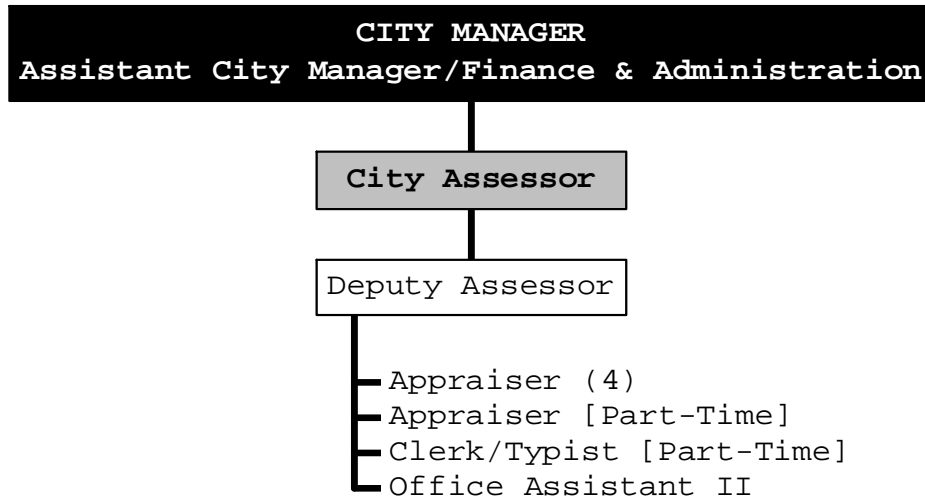 CITY MANAGER
Assistant City Manager/Finance & Administration
City Assessor
Deputy Assessor
Appraiser (4)
Appraiser [Part-Time]
Clerk/Typist [Part-Time]
Office Assistant II